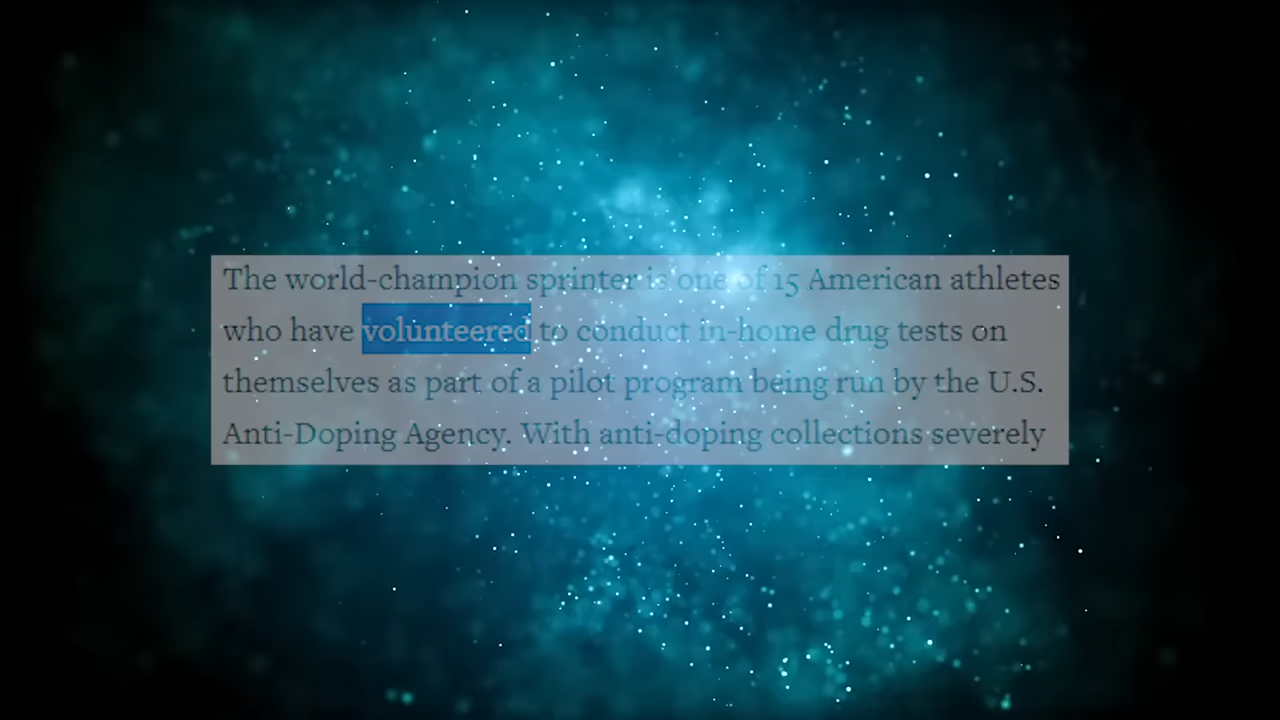 The world-champion sprinter is one of 15 American athletes
who have volunteered to conduct in-home drug tests on
themselves as part of a pilot program being run by the U.S.
Anti-Doping Agency. With anti-doping collections severely